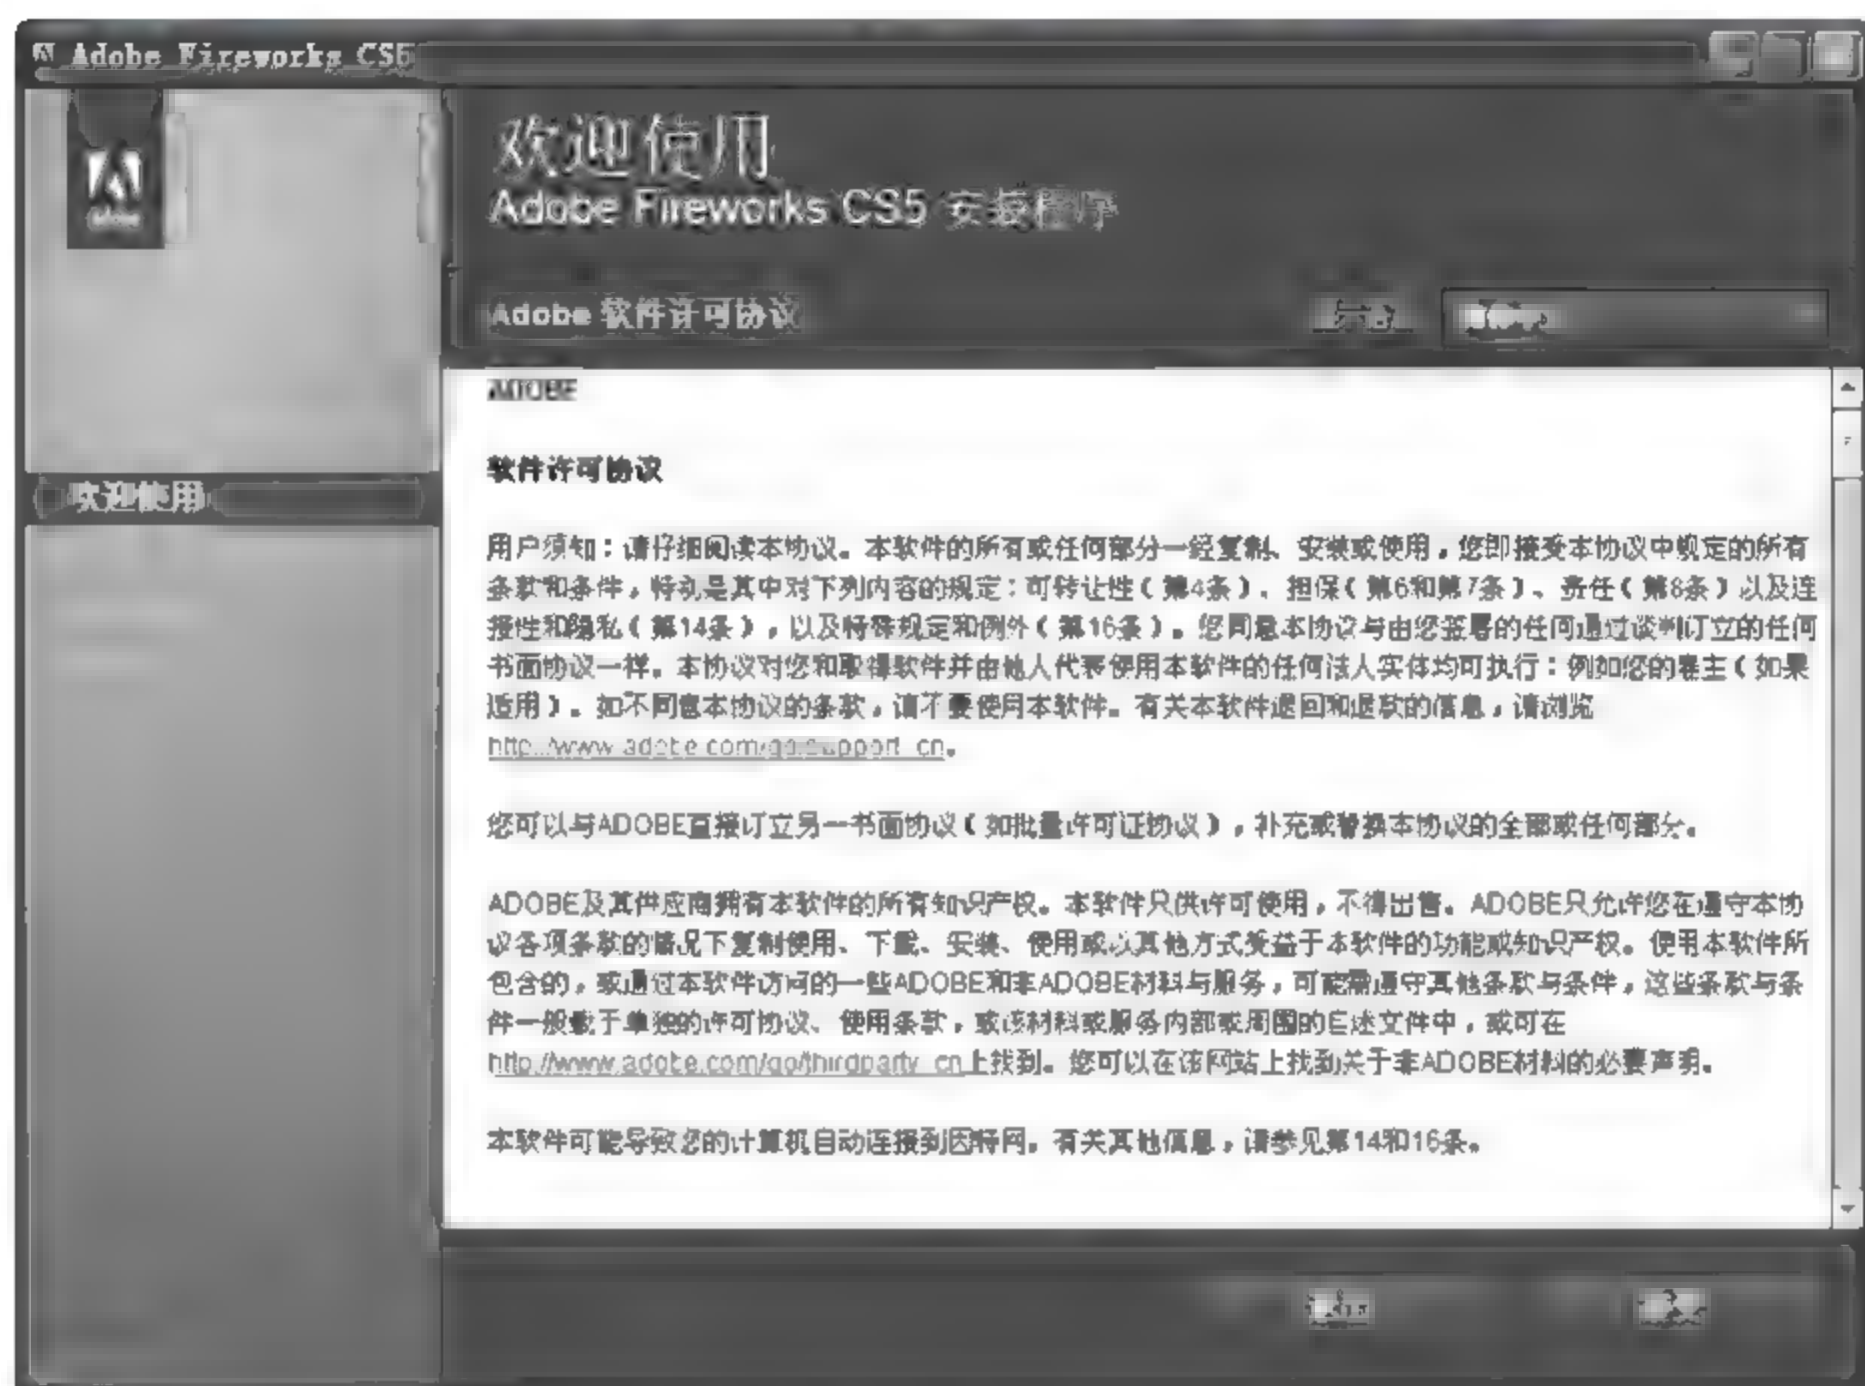 Adobe Fireworks CS5
Adobe
欢迎使用
Adobe Fireworks CS5 安装程序
Adobe 软件许可协议
ADOBE
软件许可协议
欢迎使用
用户须知：请仔细阅读本协议。本软件的所有或任何部分一经复制、安装或使用，您即接受本协议中规定的所有
条款和条件，特别是其中对下列内容的规定：可转让性（第4条）、担保（第6和第7条）、责任（第8条）以及连
接性和隐私（第14条），以及特殊规定和例外（第16条）。您同意本协议与由您签署的任何通过谈判订立的任何
书面协议一样。本协议对您和取得软件并由他人代表使用本软件的任何法人实体均可执行：例如您的雇主（如果
适用）。如不同意本协议的条款，请不要使用本软件。有关本软件退回和退款的信息，请浏览
http://www.adobe.com/go/support_cn。
您可以与ADOBE直接订立另一书面协议（如批量许可证协议），补充或替换本协议的全部或任何部分。
ADOBE及其供应商拥有本软件的所有知识产权。本软件只供许可使用，不得出售。ADOBE只允许您在遵守本协
议各项条款的情况下复制使用、下载、安装、使用或以其他方式受益于本软件的功能或知识产权。使用本软件所
包含的，或通过本软件访问的一些ADOBE和非ADOBE材料与服务，可能需遵守其他条款与条件，这些条款与条
件一般载于单独的许可协议、使用条款，或该材料或服务内部或周围的自述文件中，或可在
http://www.adobe.com/go/thirdparty_cn上找到。您可以在该网站上找到关于非ADOBE材料的必要声明。
本软件可能导致您的计算机自动连接到因特网。有关其他信息，请参见第14和16条。